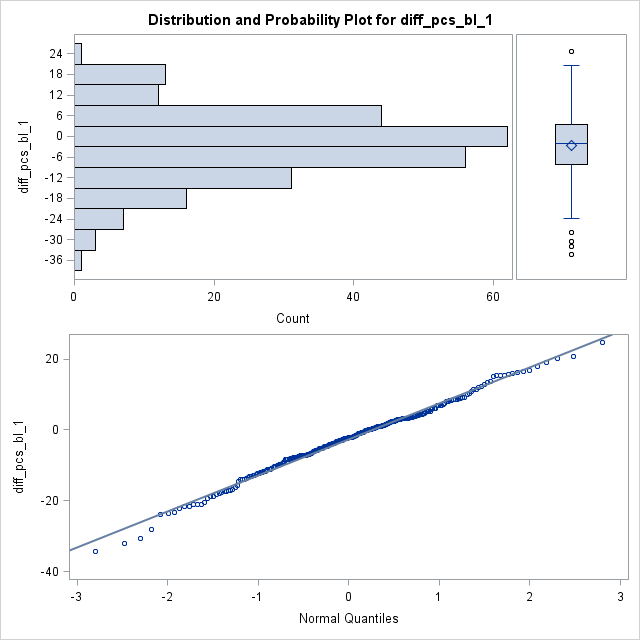 Distribution and Probability Plot for diff_pcs_bl_1
24
18
12
6
0
-6
-12
-18
-24
-30
-36
diff_pcs_bl_1
0 20 40 60
Count
20
0
-20
-40
diff_pcs_bl_1
-3 -2 -1 0 1 2 3
Normal Quantiles